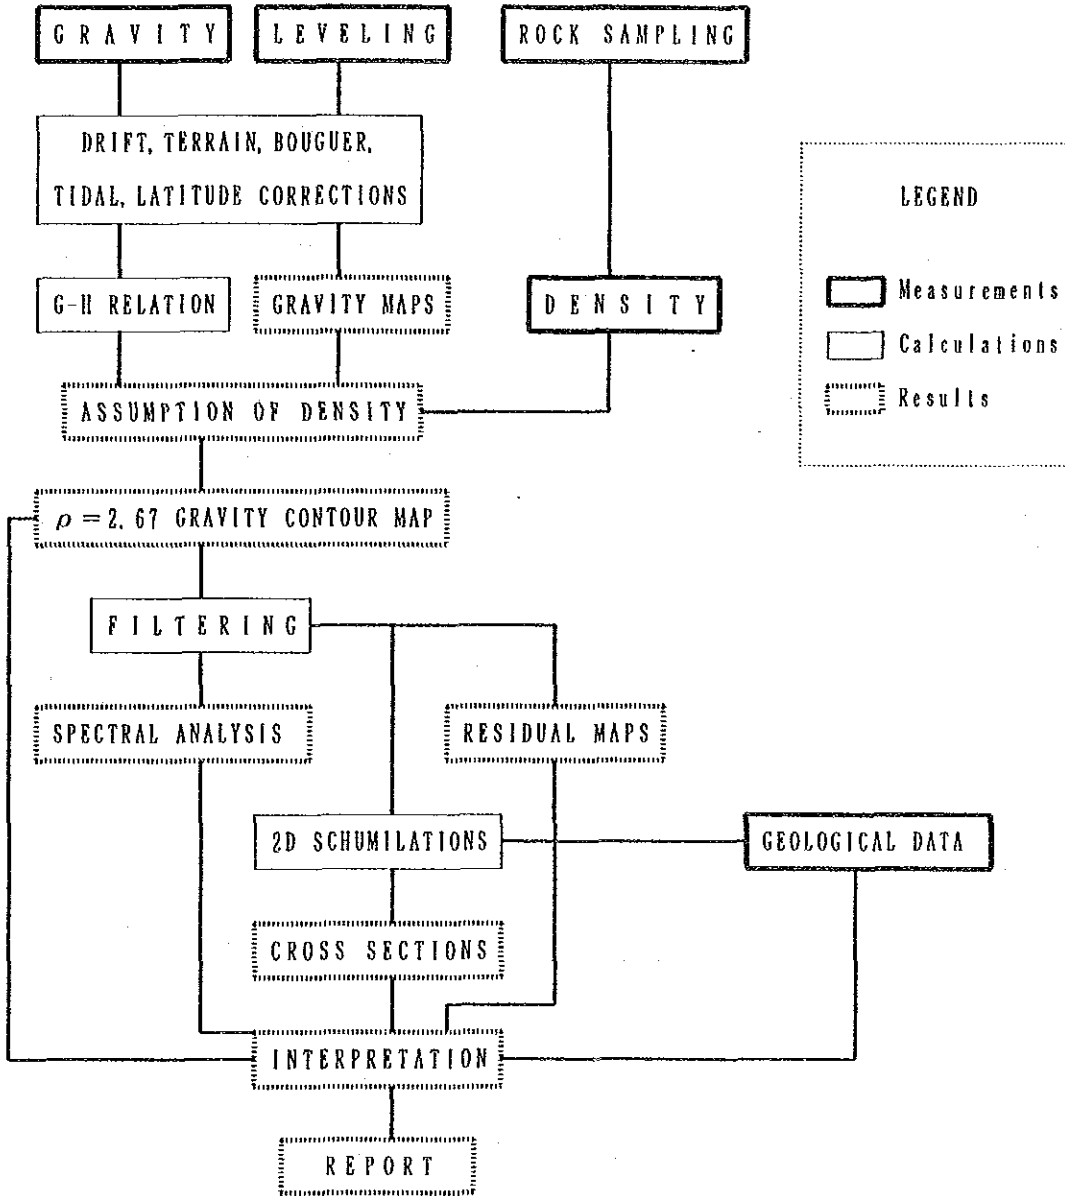 GRAVITY
LEVELING
ROCK SAMPLING
DRIFT, TERRAIN, BOUGUER,
TIDAL, LATITUDE CORRECTIONS
LEGEND
G-H RELATION
GRAVITY MAPS
DENSITY
Measurements
Calculations
Results
ASSUMPTION OF DENSITY
ρ=2.67 GRAVITY CONTOUR MAP
FILTERING
SPECTRAL ANALYSIS
RESIDUAL MAPS
2D SCHUMILATIONS
GEOLOGICAL DATA
CROSS SECTIONS
INTERPRETATION
REPORT